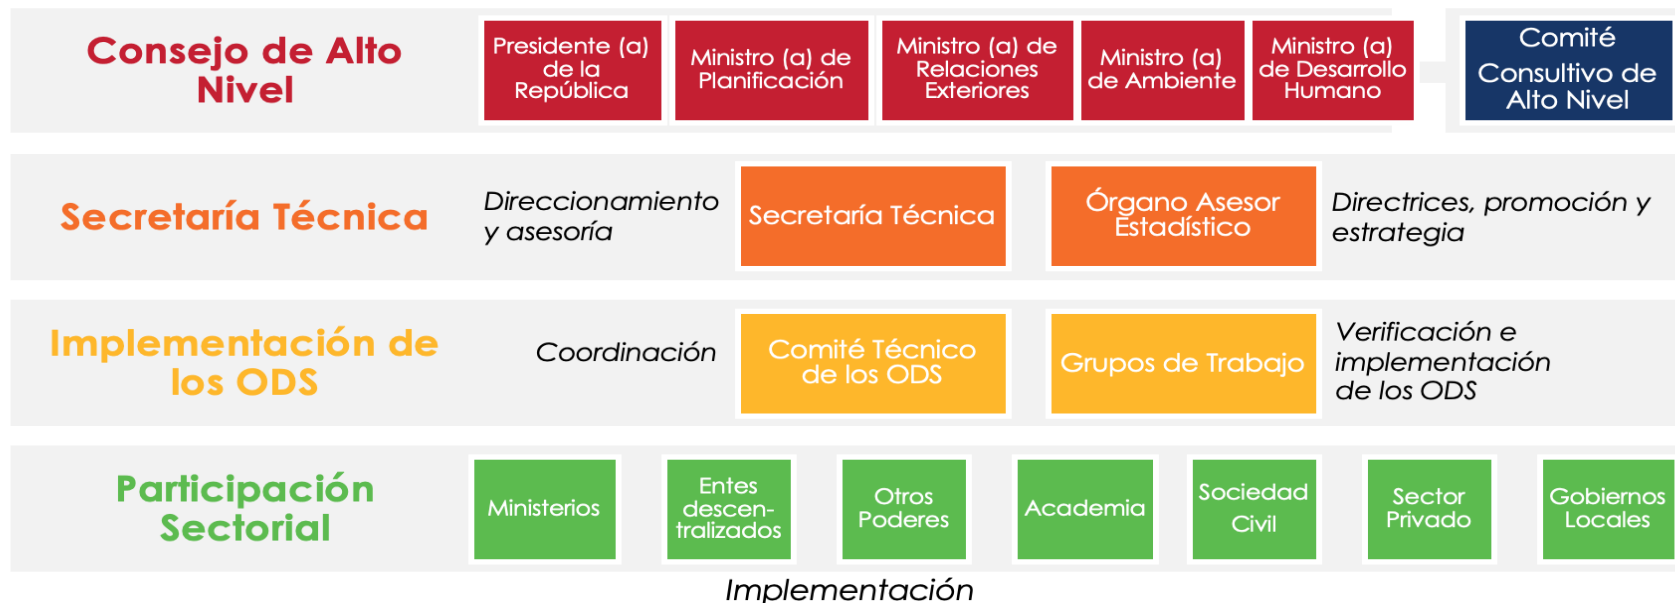 Consejo de Alto
Nivel
Presidente (a)
de la
República
Ministro (a) de
Planificación
Ministro (a) de
Relaciones
Exteriores
Ministro (a)
de Ambiente
Ministro (a)
de Desarrollo
Humano
Comité
Consultivo de
Alto Nivel
Secretaría Técnica
Direccionamiento
y asesoría
Secretaría Técnica
Órgano Asesor
Estadístico
Directrices, promoción y
estrategia
Implementación de
los ODS
Coordinación
Comité Técnico
de los ODS
Grupos de Trabajo
Verificación e
implementación
de los ODS
Participación
Sectorial
Ministerios
Entes
descen-
tralizados
Otros
Poderes
Academia
Sociedad
Civil
Sector
Privado
Gobiernos
Locales
Implementación